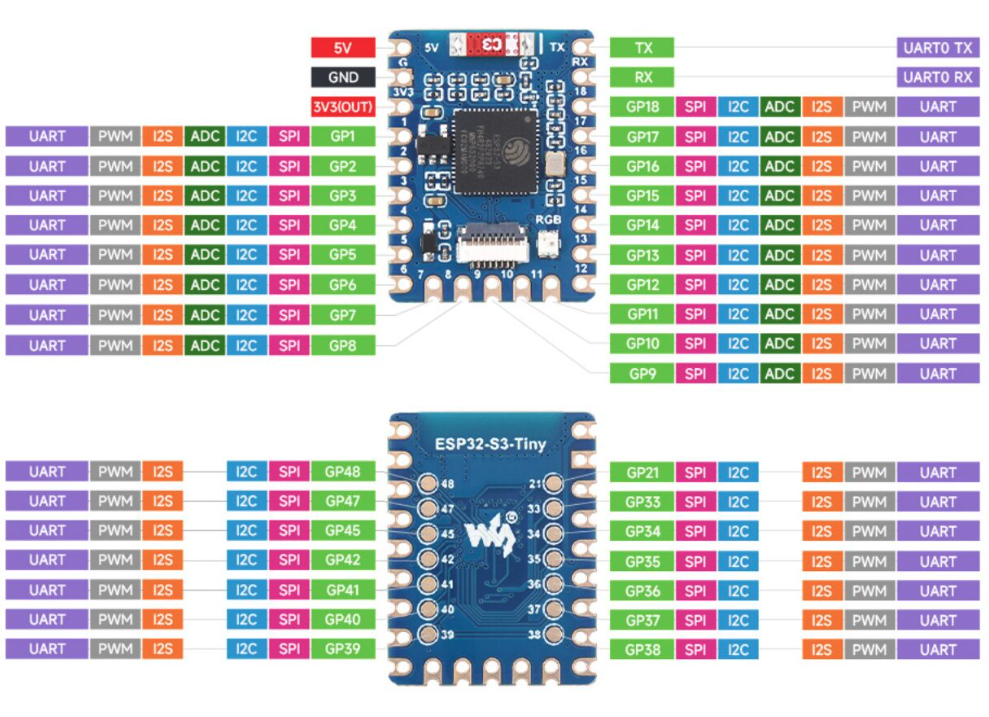 5V 5V C3 TX TX UART0 TX
GND G RX RX UART0 RX
3V3(OUT) 3V3 18 GP18 SPI I2C ADC I2S PWM UART
UART PWM I2S ADC I2C SPI GP1 1 17 GP17 SPI I2C ADC I2S PWM UART
UART PWM I2S ADC I2C SPI GP2 2 16 GP16 SPI I2C ADC I2S PWM UART
UART PWM I2S ADC I2C SPI GP3 3 15 GP15 SPI I2C ADC I2S PWM UART
UART PWM I2S ADC I2C SPI GP4 4 RGB 14 GP14 SPI I2C ADC I2S PWM UART
UART PWM I2S ADC I2C SPI GP5 5 13 GP13 SPI I2C ADC I2S PWM UART
UART PWM I2S ADC I2C SPI GP6 6 7 8 9 10 11 12 GP12 SPI I2C ADC I2S PWM UART
UART PWM I2S ADC I2C SPI GP7 GP11 SPI I2C ADC I2S PWM UART
UART PWM I2S ADC I2C SPI GP8 GP10 SPI I2C ADC I2S PWM UART
GP9 SPI I2C ADC I2S PWM UART
ESP32-S3-Tiny
UART PWM I2S I2C SPI GP48 48 21 GP21 SPI I2C I2S PWM UART
UART PWM I2S I2C SPI GP47 47 33 GP33 SPI I2C I2S PWM UART
UART PWM I2S I2C SPI GP45 45 34 GP34 SPI I2C I2S PWM UART
UART PWM I2S I2C SPI GP42 42 35 GP35 SPI I2C I2S PWM UART
UART PWM I2S I2C SPI GP41 41 36 GP36 SPI I2C I2S PWM UART
UART PWM I2S I2C SPI GP40 40 37 GP37 SPI I2C I2S PWM UART
UART PWM I2S I2C SPI GP39 39 38 GP38 SPI I2C I2S PWM UART